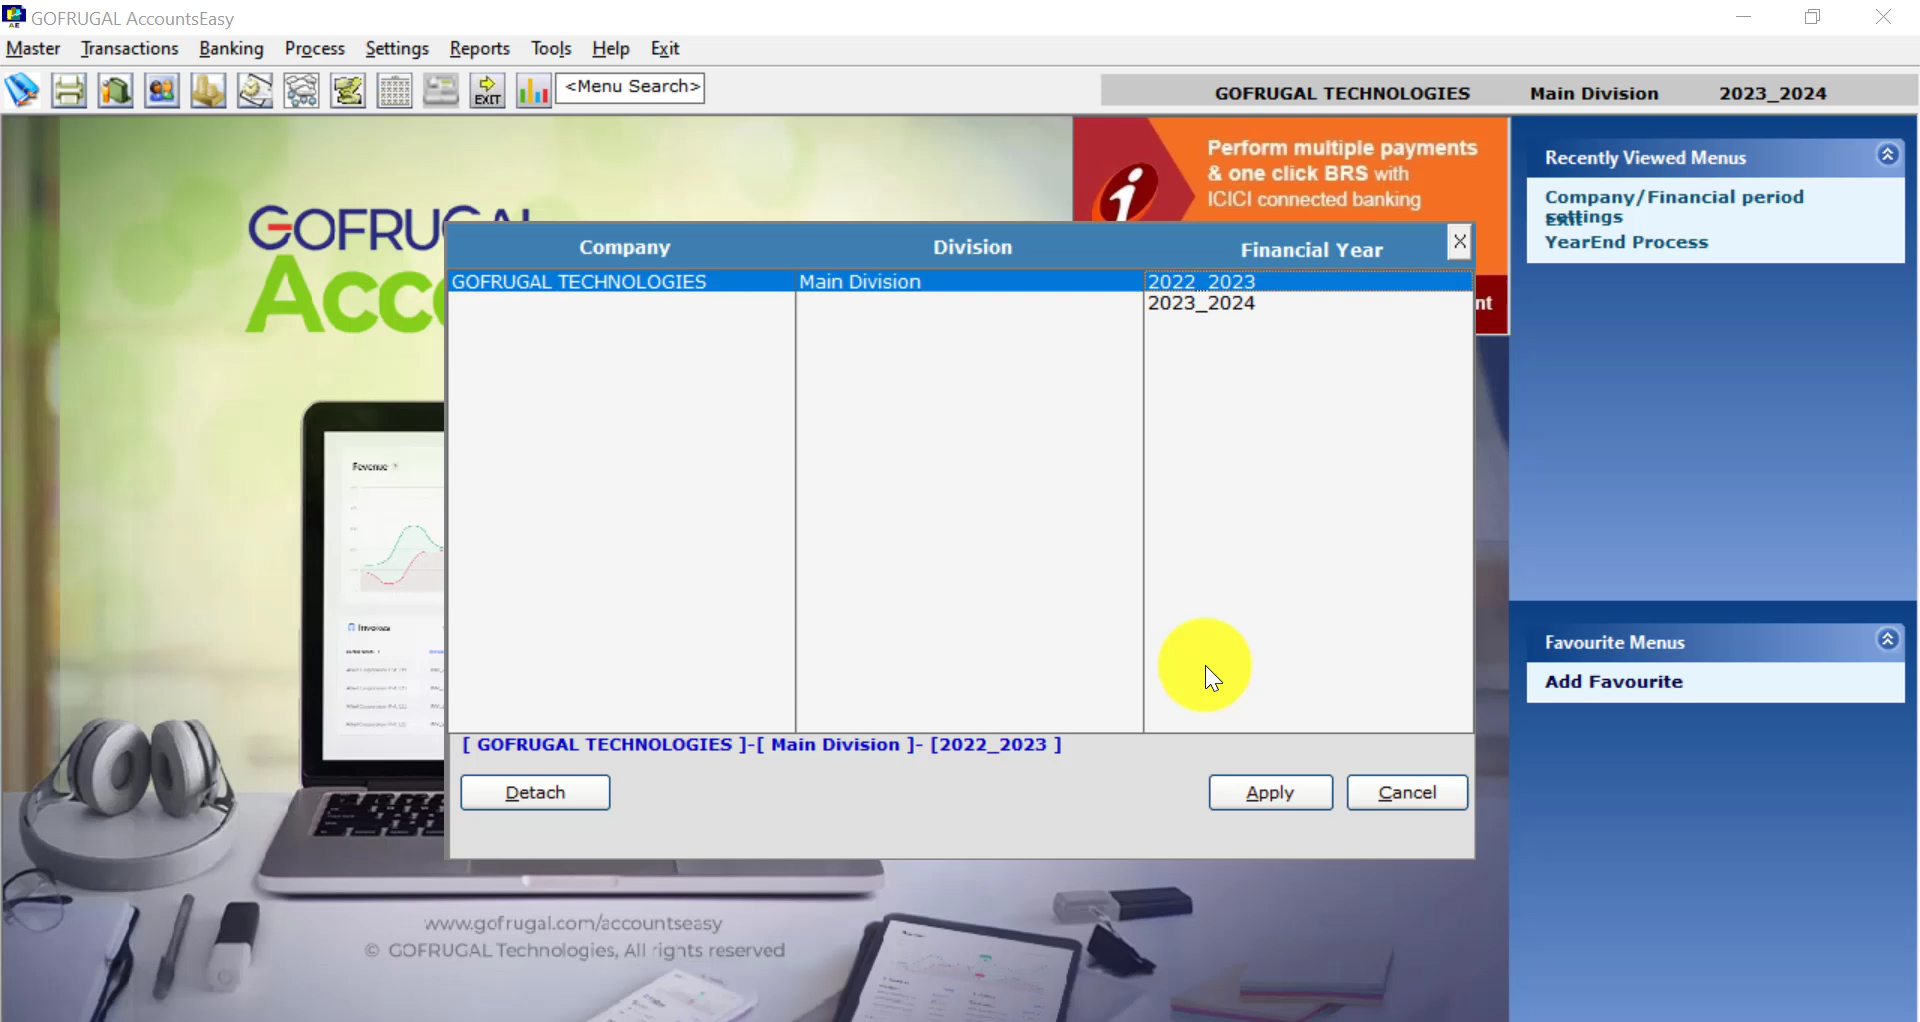 GOFRUGAL AccountsEasy
Master Transactions Banking Process Settings Reports Tools Help Exit
EXIT
<Menu Search>
GOFRUGAL TECHNOLOGIES Main Division 2023_2024
Perform multiple payments
& one click BRS with
ICICI connected banking
nt
GOFRUGAL
Acc
Company Division Financial Year X
GOFRUGAL TECHNOLOGIES Main Division 2022_2023
2023_2024
[ GOFRUGAL TECHNOLOGIES ]-[ Main Division ]- [2022_2023 ]
Detach Apply Cancel
Revenue
Invoices
www.gofrugal.com/accountseasy
© GOFRUGAL Technologies, All rights reserved
Recently Viewed Menus
Company/Financial period
settings
Exit
YearEnd Process
Favourite Menus
Add Favourite